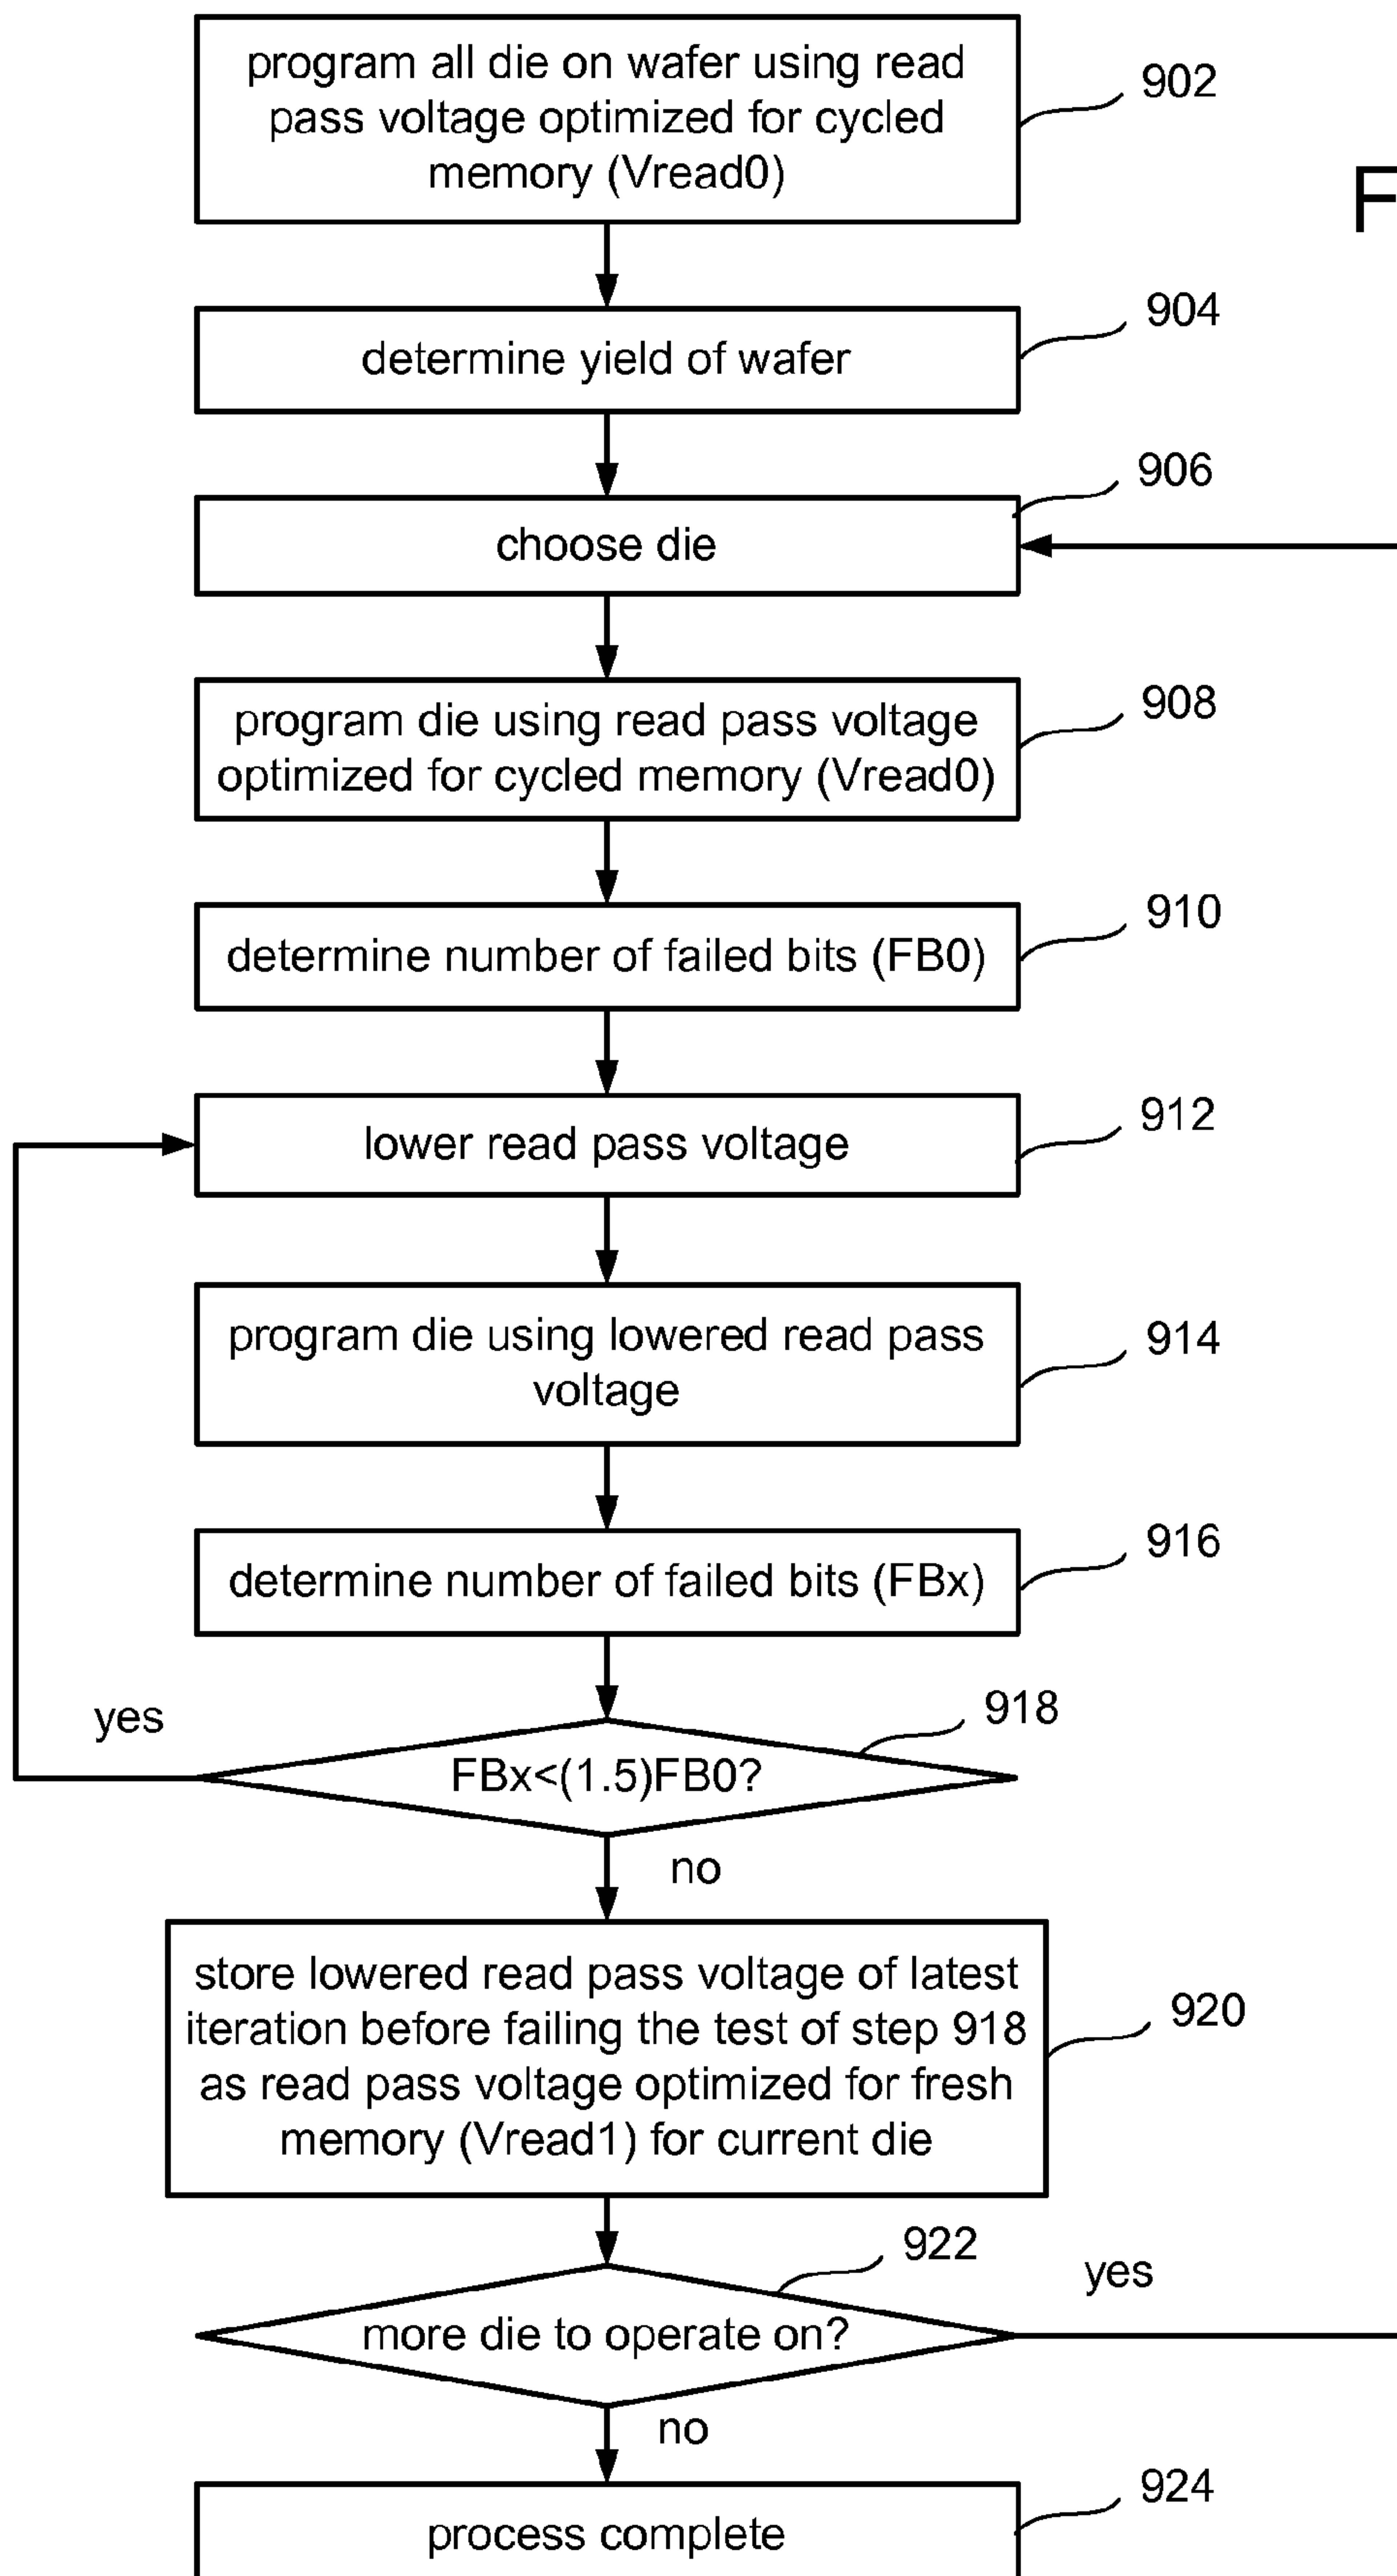 program all die on wafer using read
pass voltage optimized for cycled
memory (Vread0)
902
F
determine yield of wafer
904
choose die
906
program die using read pass voltage
optimized for cycled memory (Vread0)
908
determine number of failed bits (FB0)
910
lower read pass voltage
912
program die using lowered read pass
voltage
914
determine number of failed bits (FBx)
916
yes
FBx<(1.5)FB0?
918
no
store lowered read pass voltage of latest
iteration before failing the test of step 918
as read pass voltage optimized for fresh
memory (Vread1) for current die
920
more die to operate on?
922
yes
no
process complete
924